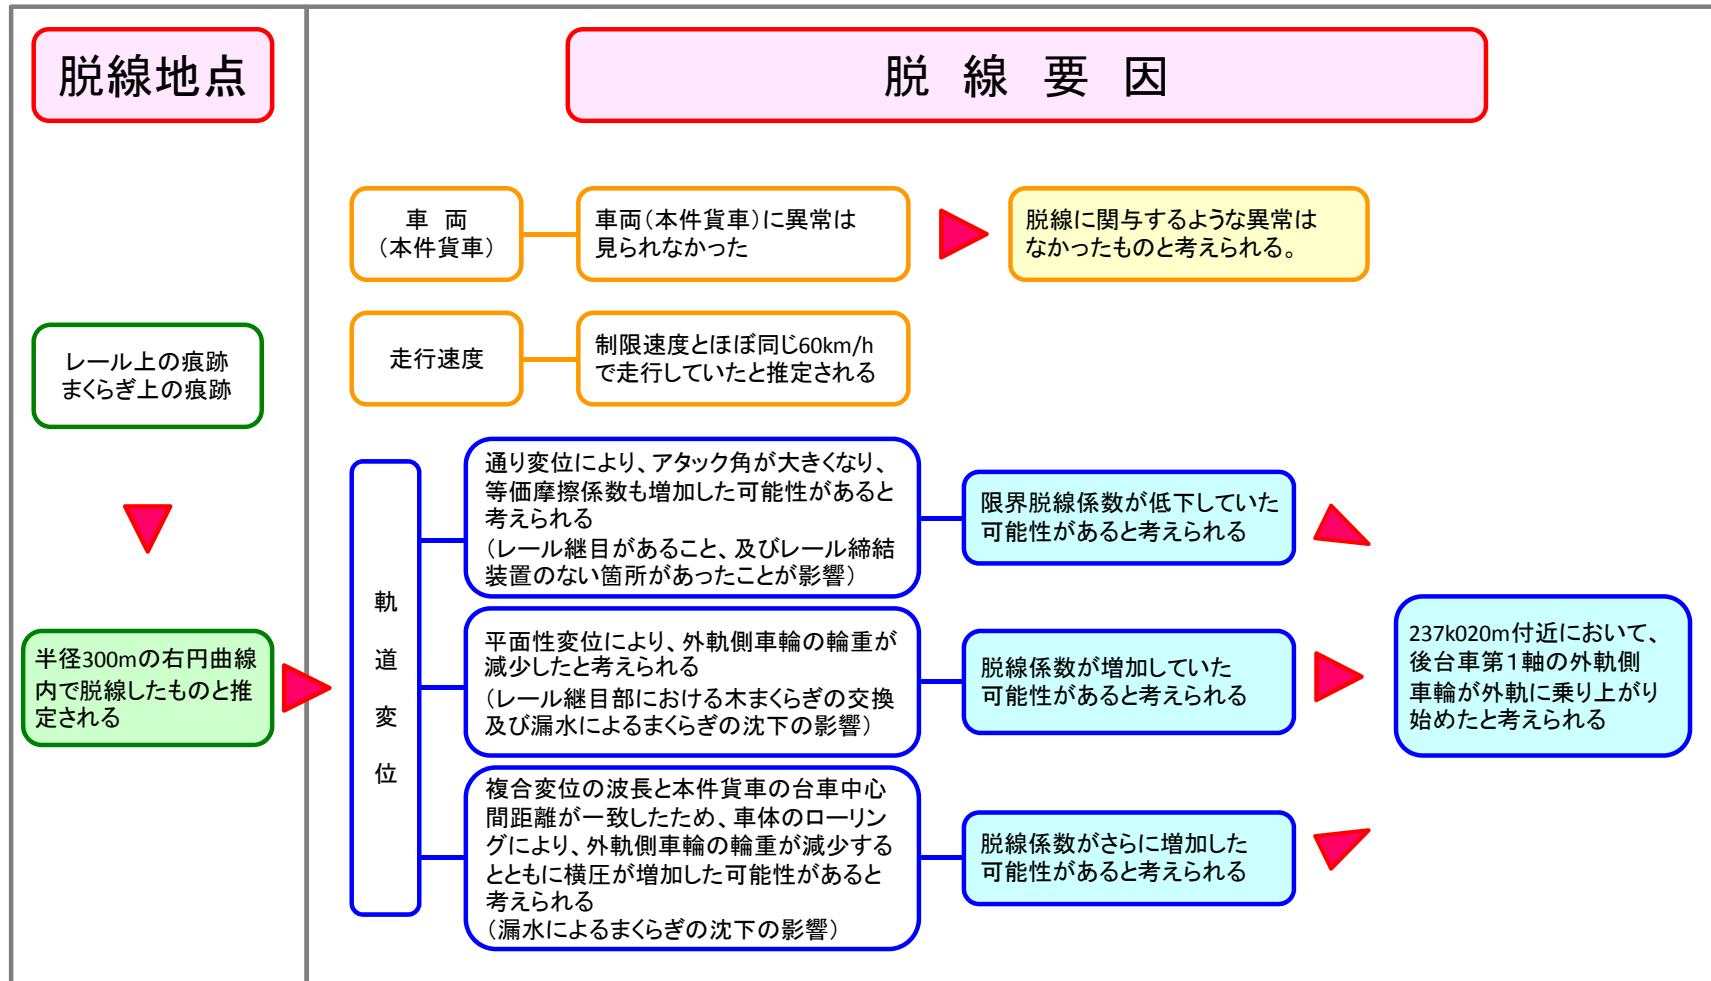 脱線地点
脱 線 要 因
レール上の痕跡
まくらぎ上の痕跡
半径300mの右円曲線
内で脱線したものと推
定される
車 両
（本件貨車）
車両（本件貨車）に異常は
見られなかった
脱線に関与するような異常は
なかったものと考えられる。
走行速度
制限速度とほぼ同じ60km/h
で走行していたと推定される
軌
道
変
位
通り変位により、アタック角が大きくなり、
等価摩擦係数も増加した可能性があると
考えられる
（レール継目があること、及びレール締結
装置のない箇所があったことが影響）
限界脱線係数が低下していた
可能性があると考えられる
平面性変位により、外軌側車輪の輪重が
減少したと考えられる
（レール継目部における木まくらぎの交換
及び漏水によるまくらぎの沈下の影響）
脱線係数が増加していた
可能性があると考えられる
複合変位の波長と本件貨車の台車中心
間距離が一致したため、車体のローリン
グにより、外軌側車輪の輪重が減少する
とともに横圧が増加した可能性があると
考えられる
（漏水によるまくらぎの沈下の影響）
脱線係数がさらに増加した
可能性があると考えられる
237k020m付近において、
後台車第１軸の外軌側
車輪が外軌に乗り上がり
始めたと考えられる